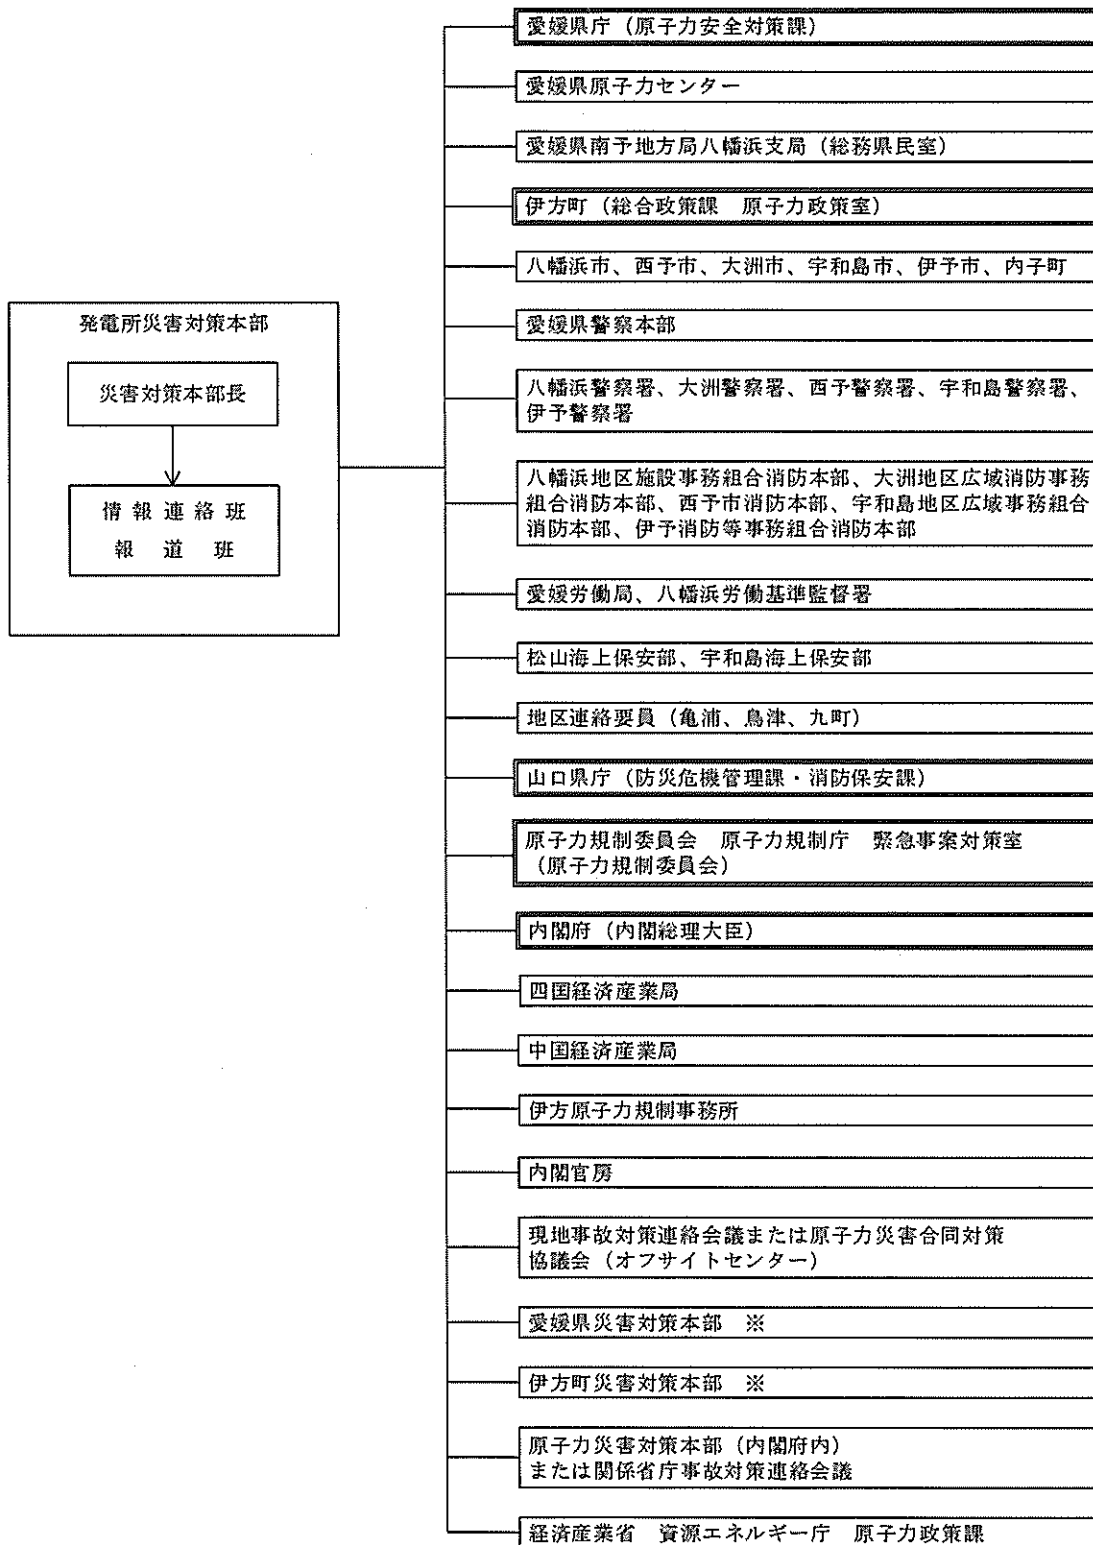 愛媛県庁（原子力安全対策課）
愛媛県原子力センター
愛媛県南予地方局八幡浜支局（総務県民室）
伊方町（総合政策課　原子力政策室）
八幡浜市、西予市、大洲市、宇和島市、伊予市、内子町
発電所災害対策本部
災害対策本部長
情報連絡班
報道班
愛媛県警察本部
八幡浜警察署、大洲警察署、西予警察署、宇和島警察署、
伊予警察署
八幡浜地区施設事務組合消防本部、大洲地区広域消防事務
組合消防本部、西予市消防本部、宇和島地区広域事務組合
消防本部、伊予消防等事務組合消防本部
愛媛労働局、八幡浜労働基準監督署
松山海上保安部、宇和島海上保安部
地区連絡要員（亀浦、鳥津、九町）
山口県庁（防災危機管理課・消防保安課）
原子力規制委員会　原子力規制庁　緊急事案対策室
（原子力規制委員会）
内閣府（内閣総理大臣）
四国経済産業局
中国経済産業局
伊方原子力規制事務所
内閣官房
現地事故対策連絡会議または原子力災害合同対策
協議会（オフサイトセンター）
愛媛県災害対策本部　※
伊方町災害対策本部　※
原子力災害対策本部（内閣府内）
または関係省庁事故対策連絡会議
経済産業省　資源エネルギー庁　原子力政策課